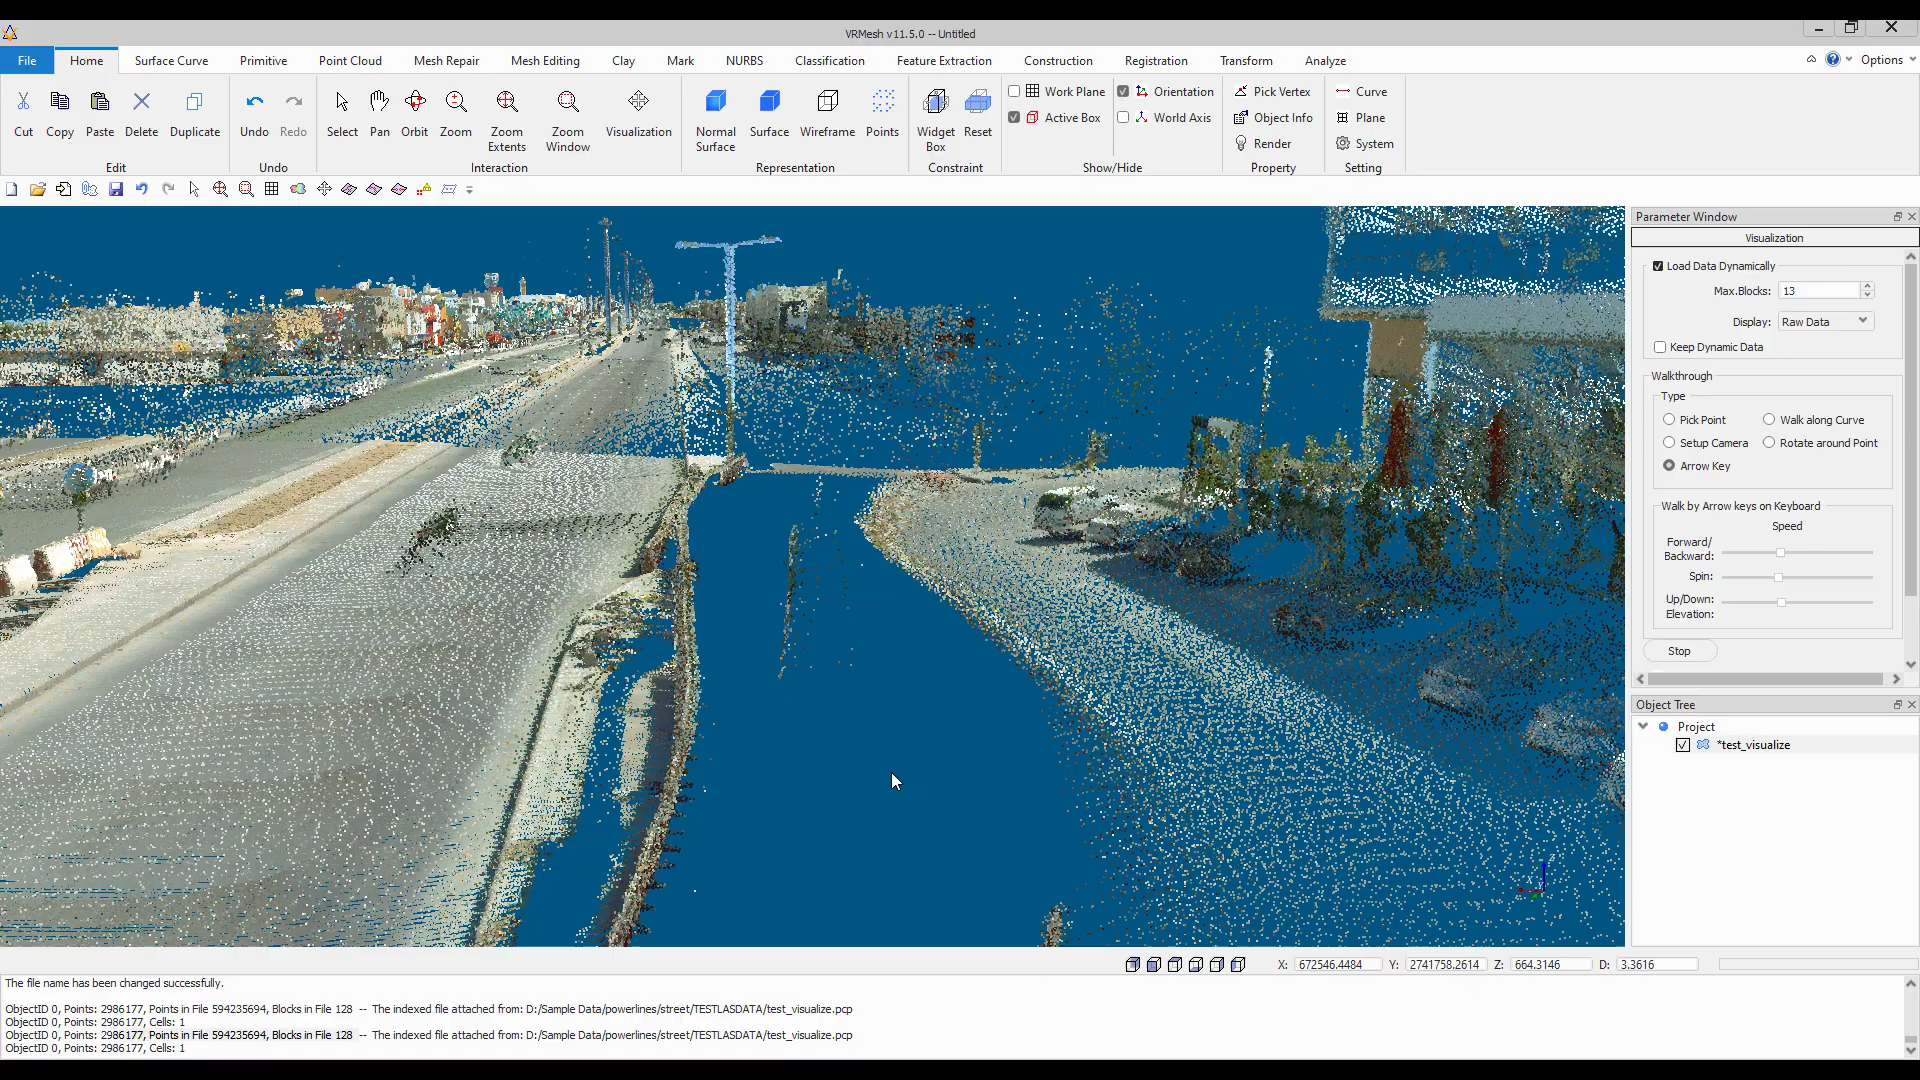 VRMesh v11.5.0 -- Untitled
File Home Surface Curve Primitive Point Cloud Mesh Repair Mesh Editing Clay Mark NURBS Classification Feature Extraction Construction Registration Transform Analyze Options
Cut Copy Paste Delete Duplicate Undo Redo Select Pan Orbit Zoom Zoom Extents Zoom Window Visualization Normal Surface Surface Wireframe Points Widget Box Reset
Work Plane Orientation Pick Vertex Curve
Active Box World Axis Object Info Plane
Render System
Edit Undo Interaction Representation Constraint Show/Hide Property Setting
Parameter Window
Visualization
Load Data Dynamically
Max.Blocks: 13
Display: Raw Data
Keep Dynamic Data
Walkthrough
Type
Pick Point Walk along Curve
Setup Camera Rotate around Point
Arrow Key
Walk by Arrow keys on Keyboard
Speed
Forward/
Backward:
Spin:
Up/Down
Elevation:
Stop
Object Tree
Project
*test_visualize
X: 672546.4484 Y: 2741758.2614 Z: 664.3146 D: 3.3616
The file name has been changed successfully.
ObjectID 0, Points: 2986177, Points in File 594235694, Blocks in File 128 -- The indexed file attached from: D:/Sample Data/powerlines/street/TESTLASDATA/test_visualize.pcp
ObjectID 0, Points: 2986177, Cells: 1
ObjectID 0, Points: 2986177, Points in File 594235694, Blocks in File 128 -- The indexed file attached from: D:/Sample Data/powerlines/street/TESTLASDATA/test_visualize.pcp
ObjectID 0, Points: 2986177, Cells: 1